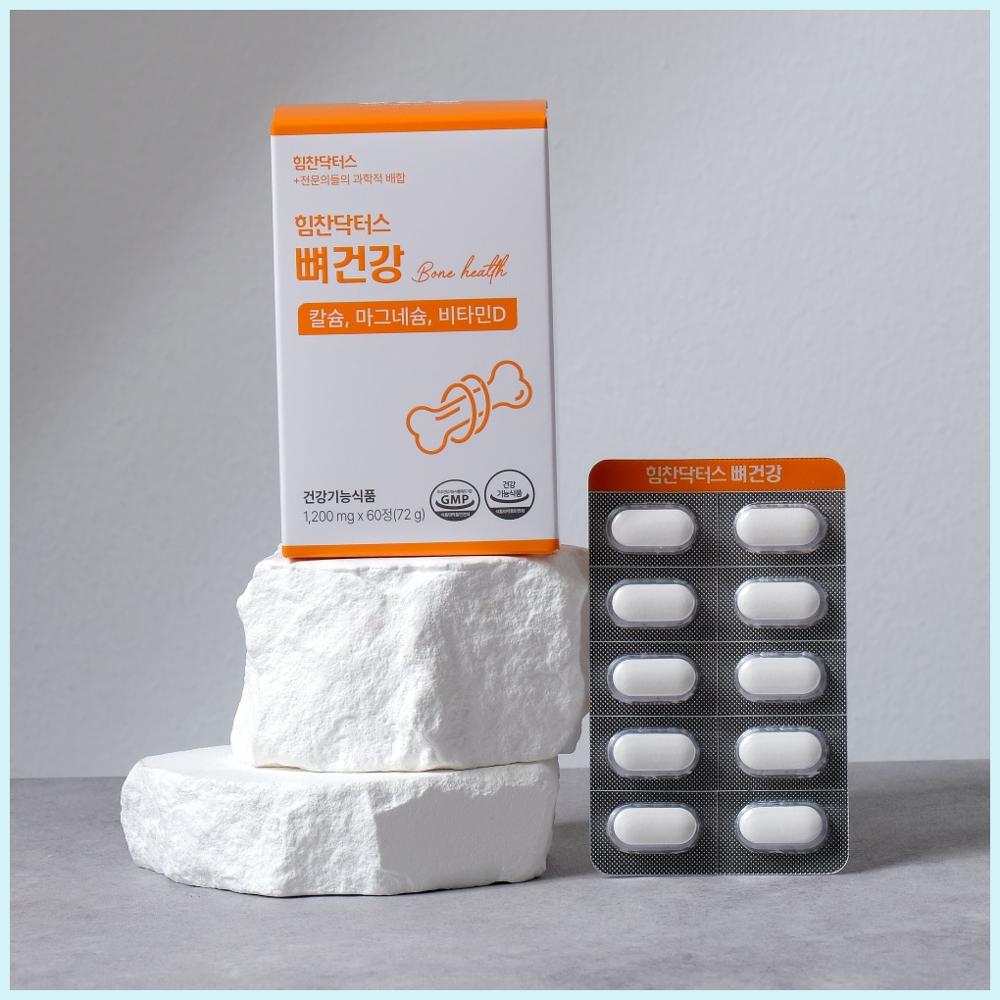 힘찬닥터스
+전문의들의 과학적 배합
힘찬닥터스
뼈건강 Bone health
칼슘, 마그네슘, 비타민D
건강기능식품
1,200 mg x 60정(72 g)
GMP
건강
기능식품
힘찬닥터스 뼈건강